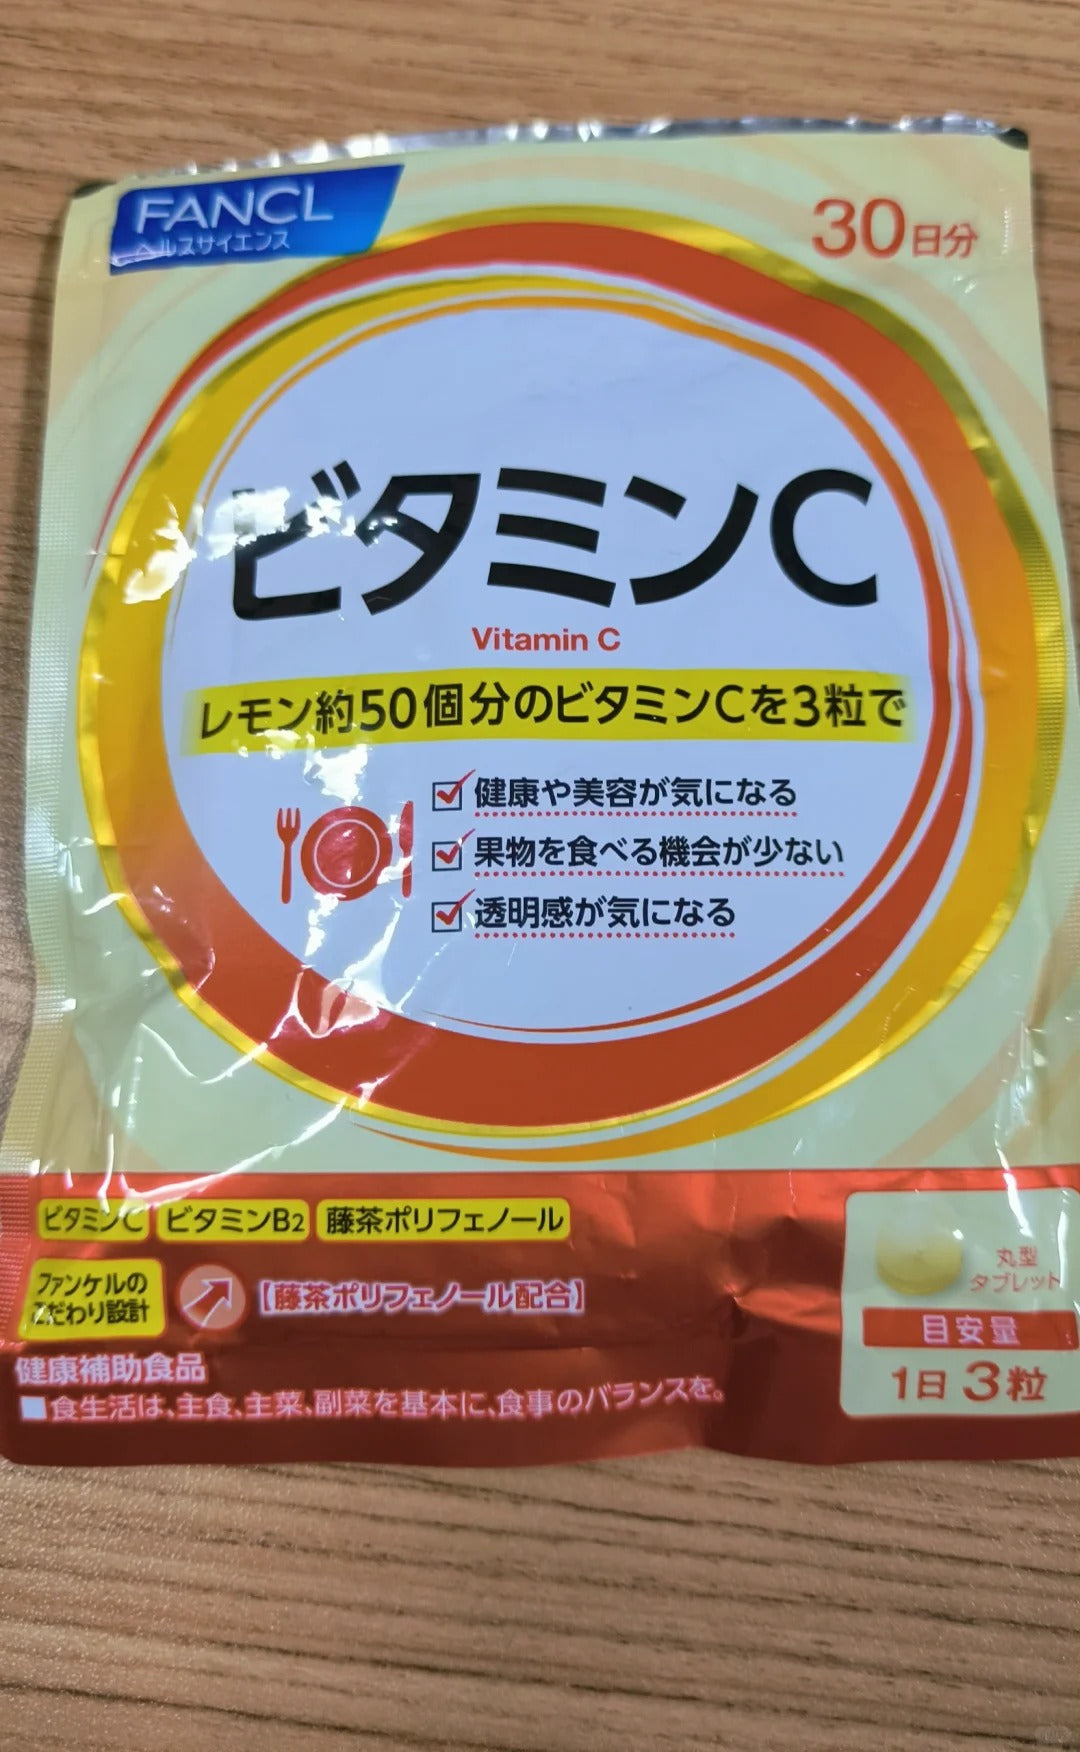 FANCL
ヘルスサイエンス
30日分
ビタミンC
Vitamin C
レモン約50個分のビタミンCを3粒で
健康や美容が気になる
果物を食べる機会が少ない
透明感が気になる
ビタミンC ビタミンB2 藤茶ポリフェノール
ファンケルの
こだわり設計
【藤茶ポリフェノール配合】
丸型
タブレット
目安量
1日 3粒
健康補助食品
■食生活は、主食、主菜、副菜を基本に、食事のバランスを。